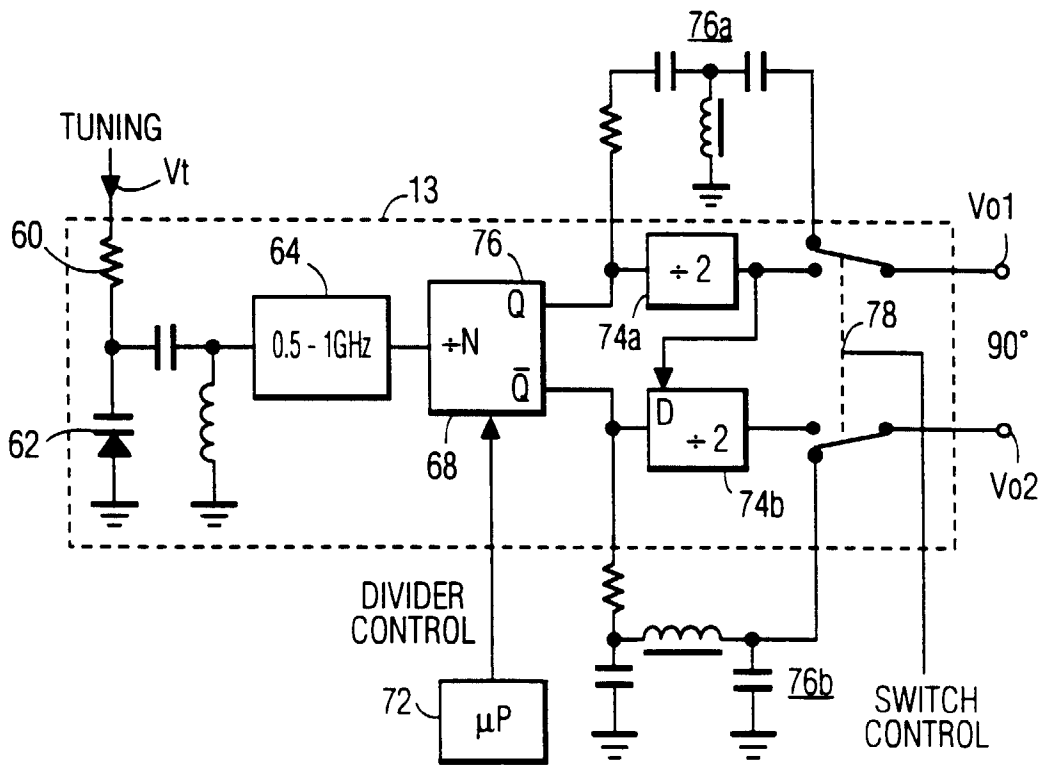 76a
TUNING
Vt
13
60
64
76
Vo1
0.5 - 1GHz
÷N
Q
Q̅
÷ 2
74a
78
90°
62
68
D
÷ 2
74b
Vo2
DIVIDER
CONTROL
72
μP
76b
SWITCH
CONTROL